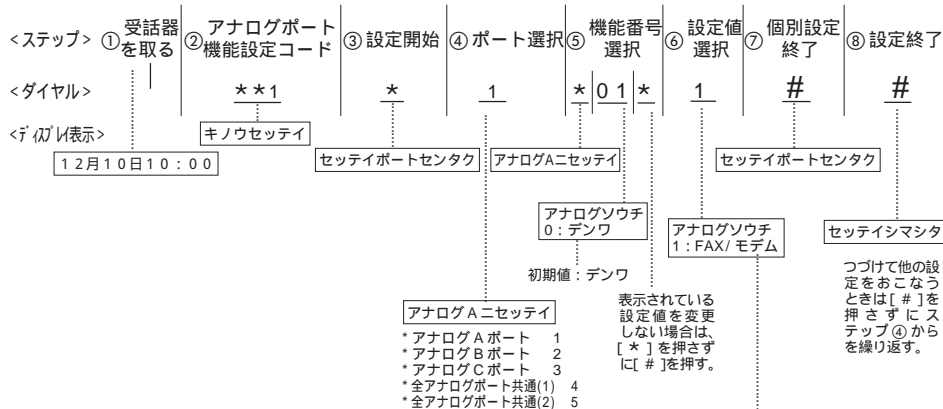 <ステップ> ①受話器を取る ②アナログポート機能設定コード ③設定開始 ④ポート選択 ⑤機能番号選択 ⑥設定値選択 ⑦個別設定終了 ⑧設定終了
<ダイヤル> **1 * 1 *01* 1 # #
<ディスプレイ表示>
キノウセッテイ
12月10日10:00
セッテイポートセンタク
アナログAニセッテイ
セッテイポートセンタク
アナログソウチ
0:デンワ
初期値:デンワ
アナログソウチ
1:FAX/モデム
セッテイシマシタ
アナログAニセッテイ
*アナログAポート 1
*アナログBポート 2
*アナログCポート 3
*全アナログポート共通(1) 4
*全アナログポート共通(2) 5
表示されている
設定値を変更
しない場合は、
[*]を押さず
に[#]を押す。
つづけて他の設
定をおこなう
ときは[#]を
押さずにス
テップ④から
を繰り返す。